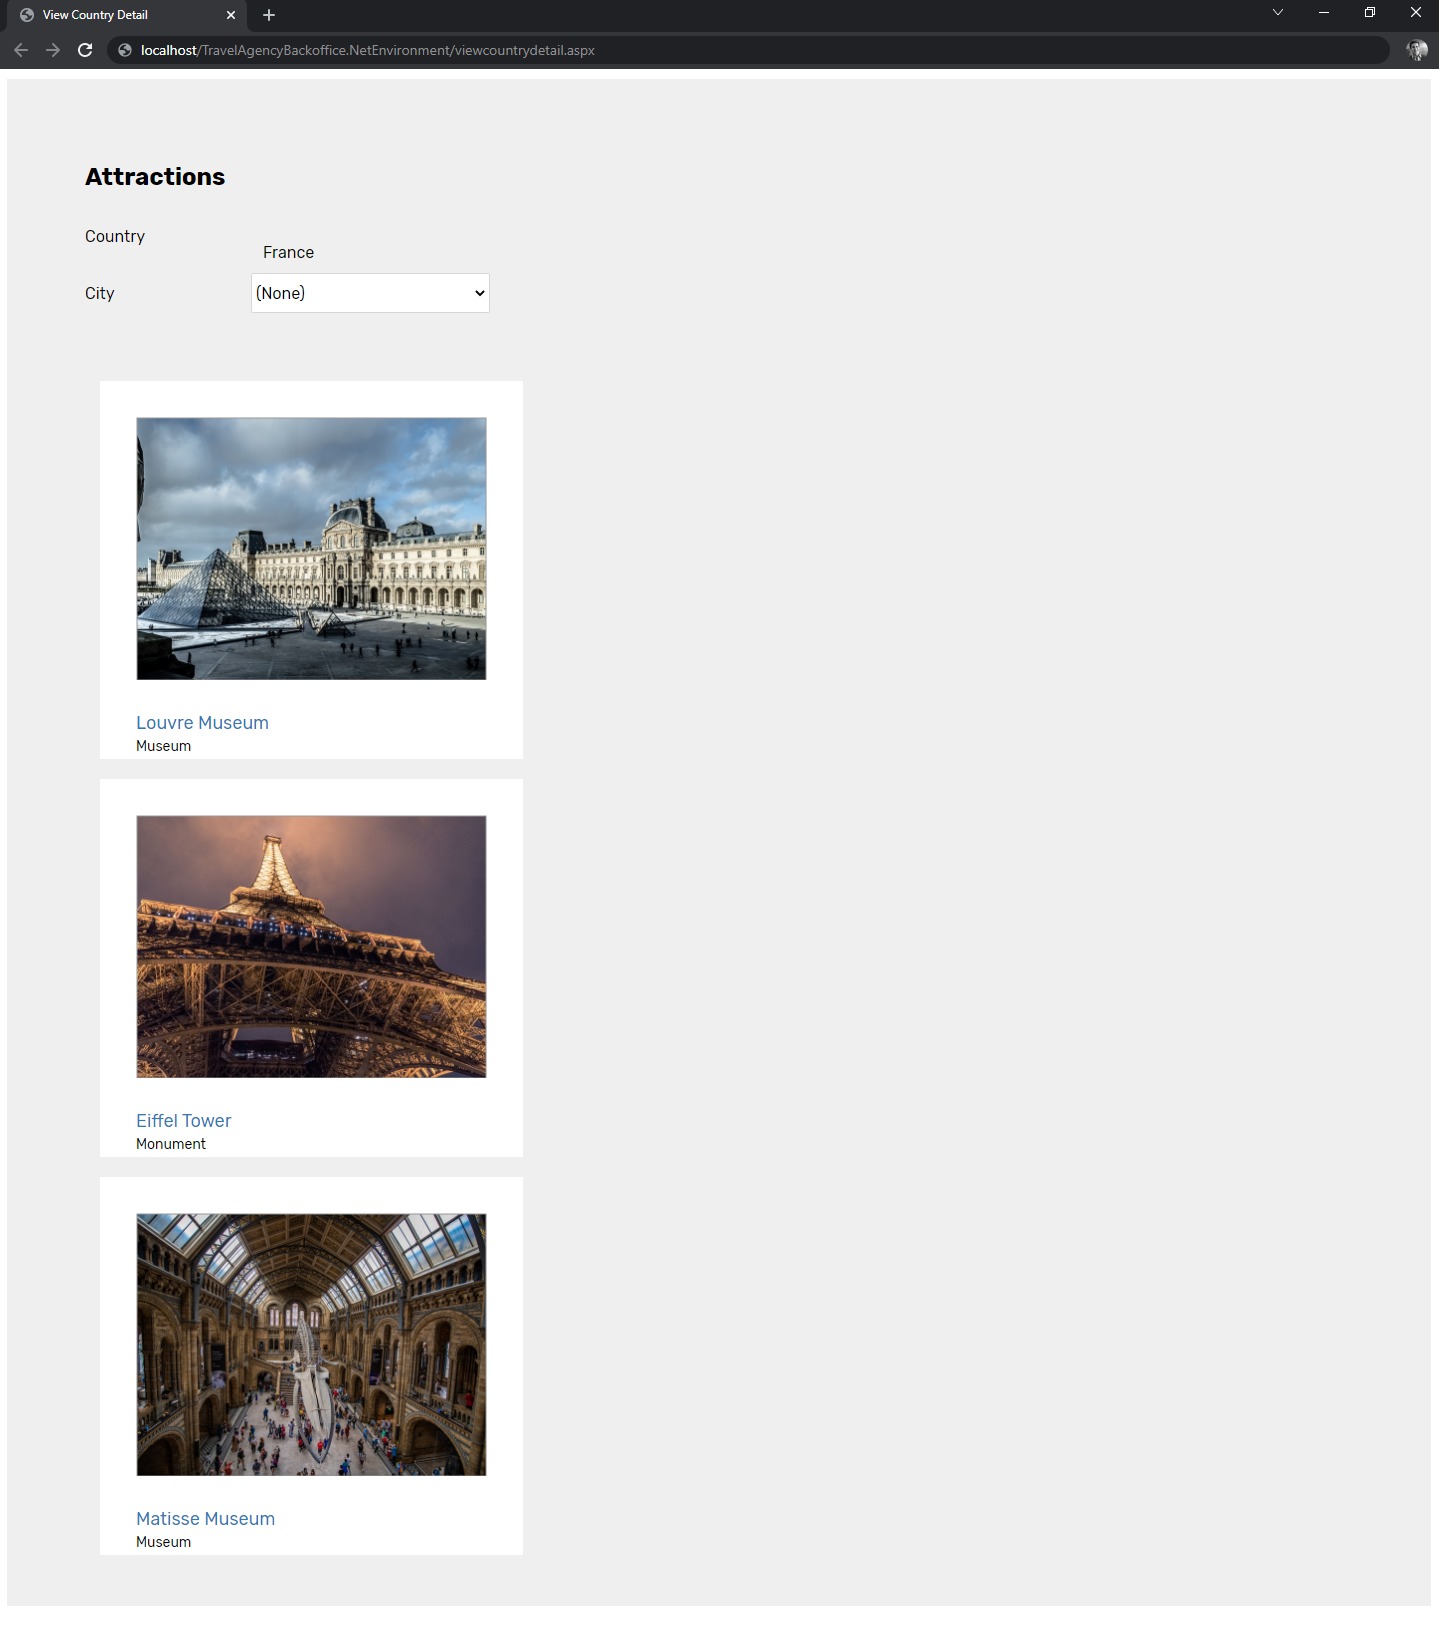 View Country Detail
localhost/TravelAgencyBackoffice.NetEnvironment/viewcountrydetail.aspx
Attractions
Country
France
City
(None)
Louvre Museum
Museum
Eiffel Tower
Monument
Matisse Museum
Museum